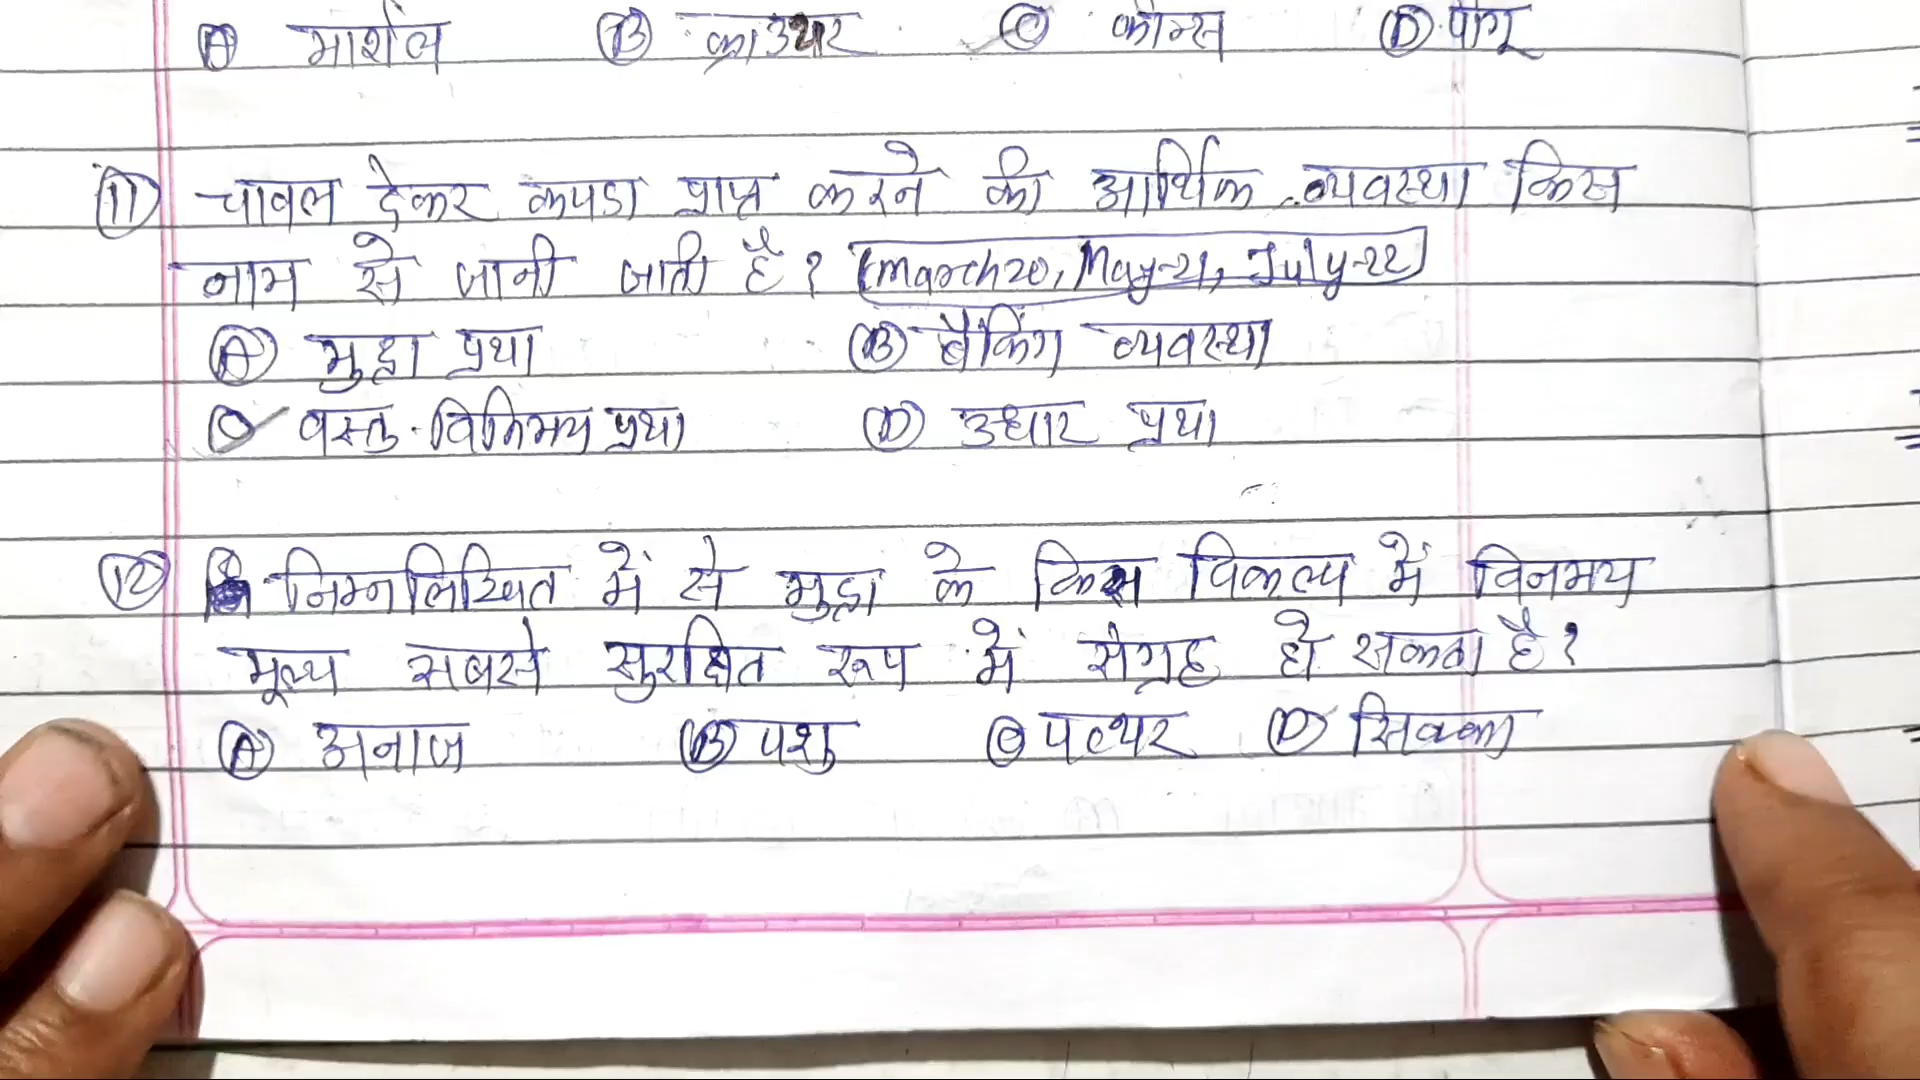 Ⓐ मार्शल Ⓑ क्राउथर Ⓒ कोम्स Ⓓ पीगू
⑪ चावल देकर कपडा प्राप्त करने की आर्थिक व्यवस्था किस
नाम से जानी जाती है? (March20, May-21, July-22)
Ⓐ मुद्रा प्रथा Ⓑ बैंकिंग व्यवस्था
Ⓒ वस्तु-विनिमय प्रथा Ⓓ उधार प्रथा
⑫ निम्नलिखित में से मुद्रा के किस विकल्प में विनमय
मूल्य सबसे सुरक्षित रूप में संग्रह हो सकता है?
Ⓐ अनाज Ⓑ पशु Ⓒ पत्थर Ⓓ सिक्का